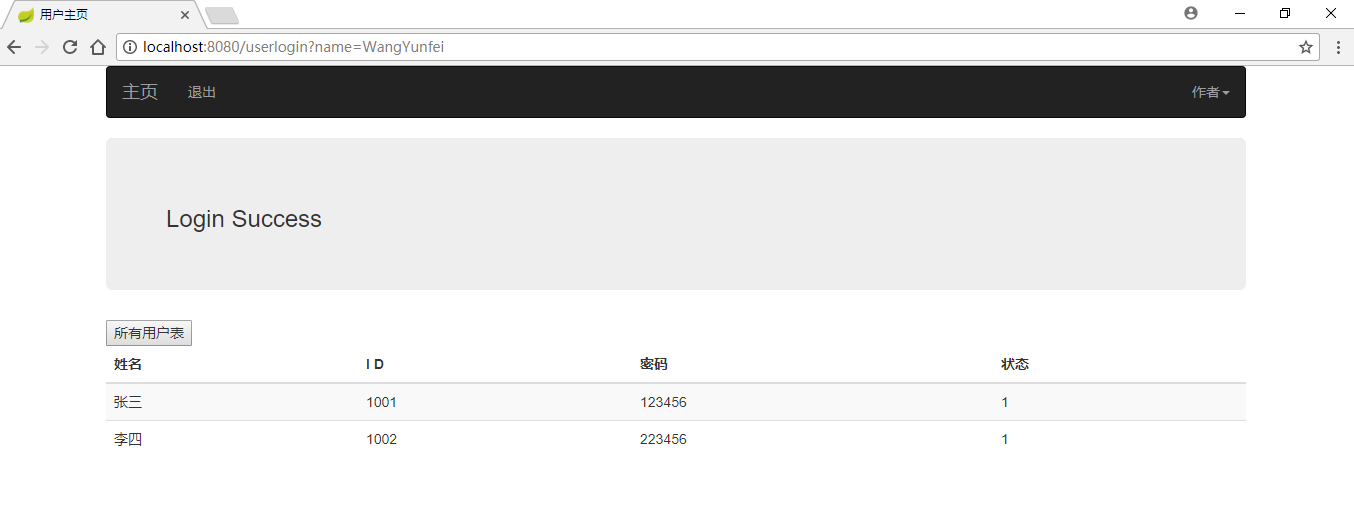 用户主页
localhost:8080/userlogin?name=WangYunfei
主页 退出 作者
Login Success
所有用户表
姓名 I D 密码 状态
张三 1001 123456 1
李四 1002 223456 1